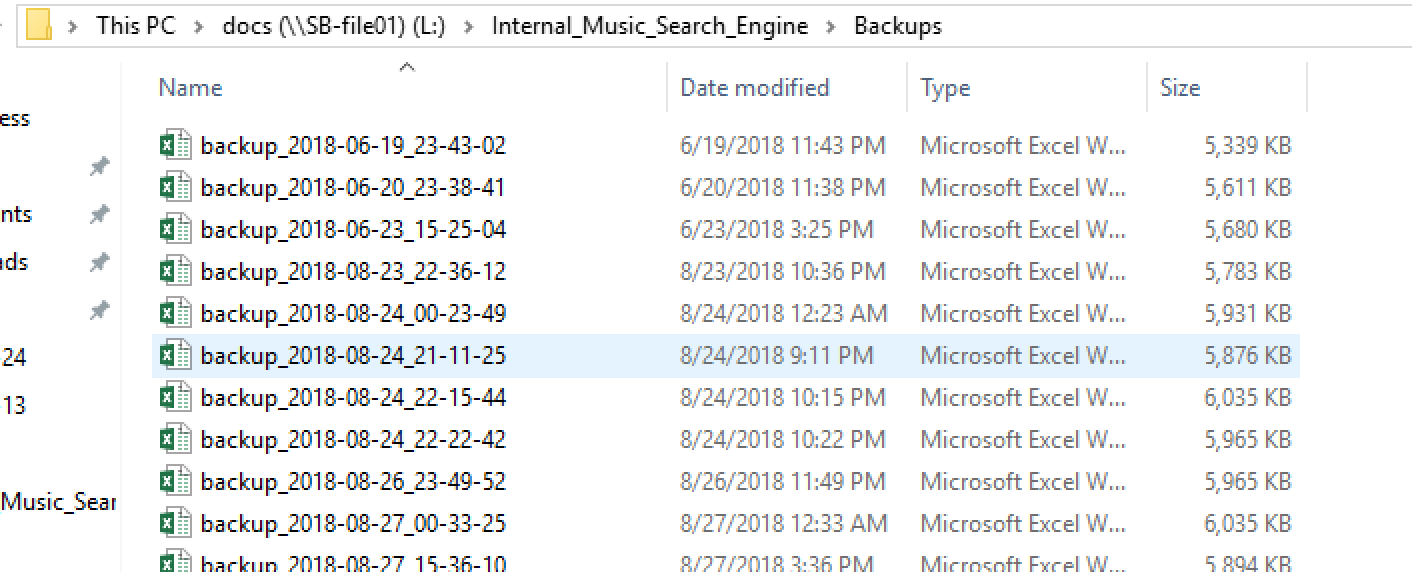 This PC > docs (\\SB-file01) (L:) > Internal_Music_Search_Engine > Backups
Name Date modified Type Size
ess
nts
ads
24
13
Music_Sear
backup_2018-06-19_23-43-02 6/19/2018 11:43 PM Microsoft Excel W... 5,339 KB
backup_2018-06-20_23-38-41 6/20/2018 11:38 PM Microsoft Excel W... 5,611 KB
backup_2018-06-23_15-25-04 6/23/2018 3:25 PM Microsoft Excel W... 5,680 KB
backup_2018-08-23_22-36-12 8/23/2018 10:36 PM Microsoft Excel W... 5,783 KB
backup_2018-08-24_00-23-49 8/24/2018 12:23 AM Microsoft Excel W... 5,931 KB
backup_2018-08-24_21-11-25 8/24/2018 9:11 PM Microsoft Excel W... 5,876 KB
backup_2018-08-24_22-15-44 8/24/2018 10:15 PM Microsoft Excel W... 6,035 KB
backup_2018-08-24_22-22-42 8/24/2018 10:22 PM Microsoft Excel W... 5,965 KB
backup_2018-08-26_23-49-52 8/26/2018 11:49 PM Microsoft Excel W... 5,965 KB
backup_2018-08-27_00-33-25 8/27/2018 12:33 AM Microsoft Excel W... 6,035 KB
backup_2018-08-27_15-36-10 8/27/2018 3:36 PM Microsoft Excel W... 5,894 KB